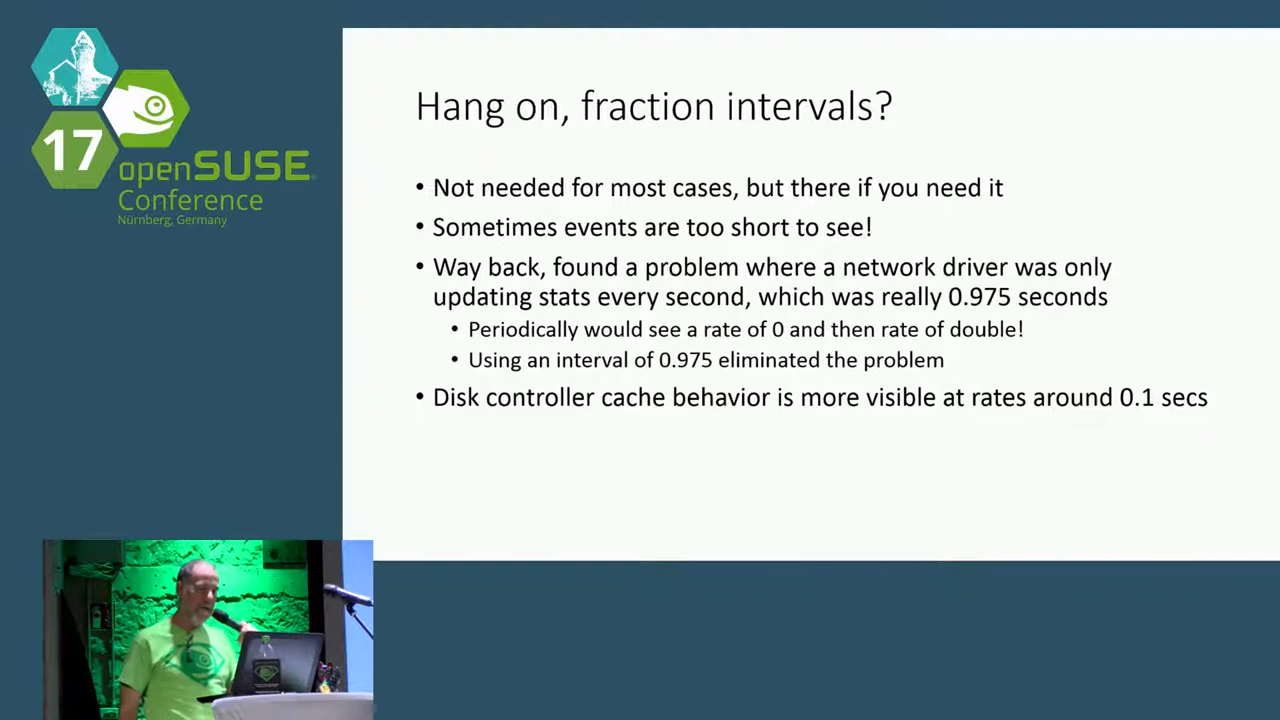 17
openSUSE
Conference
Nürnberg, Germany
Hang on, fraction intervals?
• Not needed for most cases, but there if you need it
• Sometimes events are too short to see!
• Way back, found a problem where a network driver was only
updating stats every second, which was really 0.975 seconds
• Periodically would see a rate of 0 and then rate of double!
• Using an interval of 0.975 eliminated the problem
• Disk controller cache behavior is more visible at rates around 0.1 secs